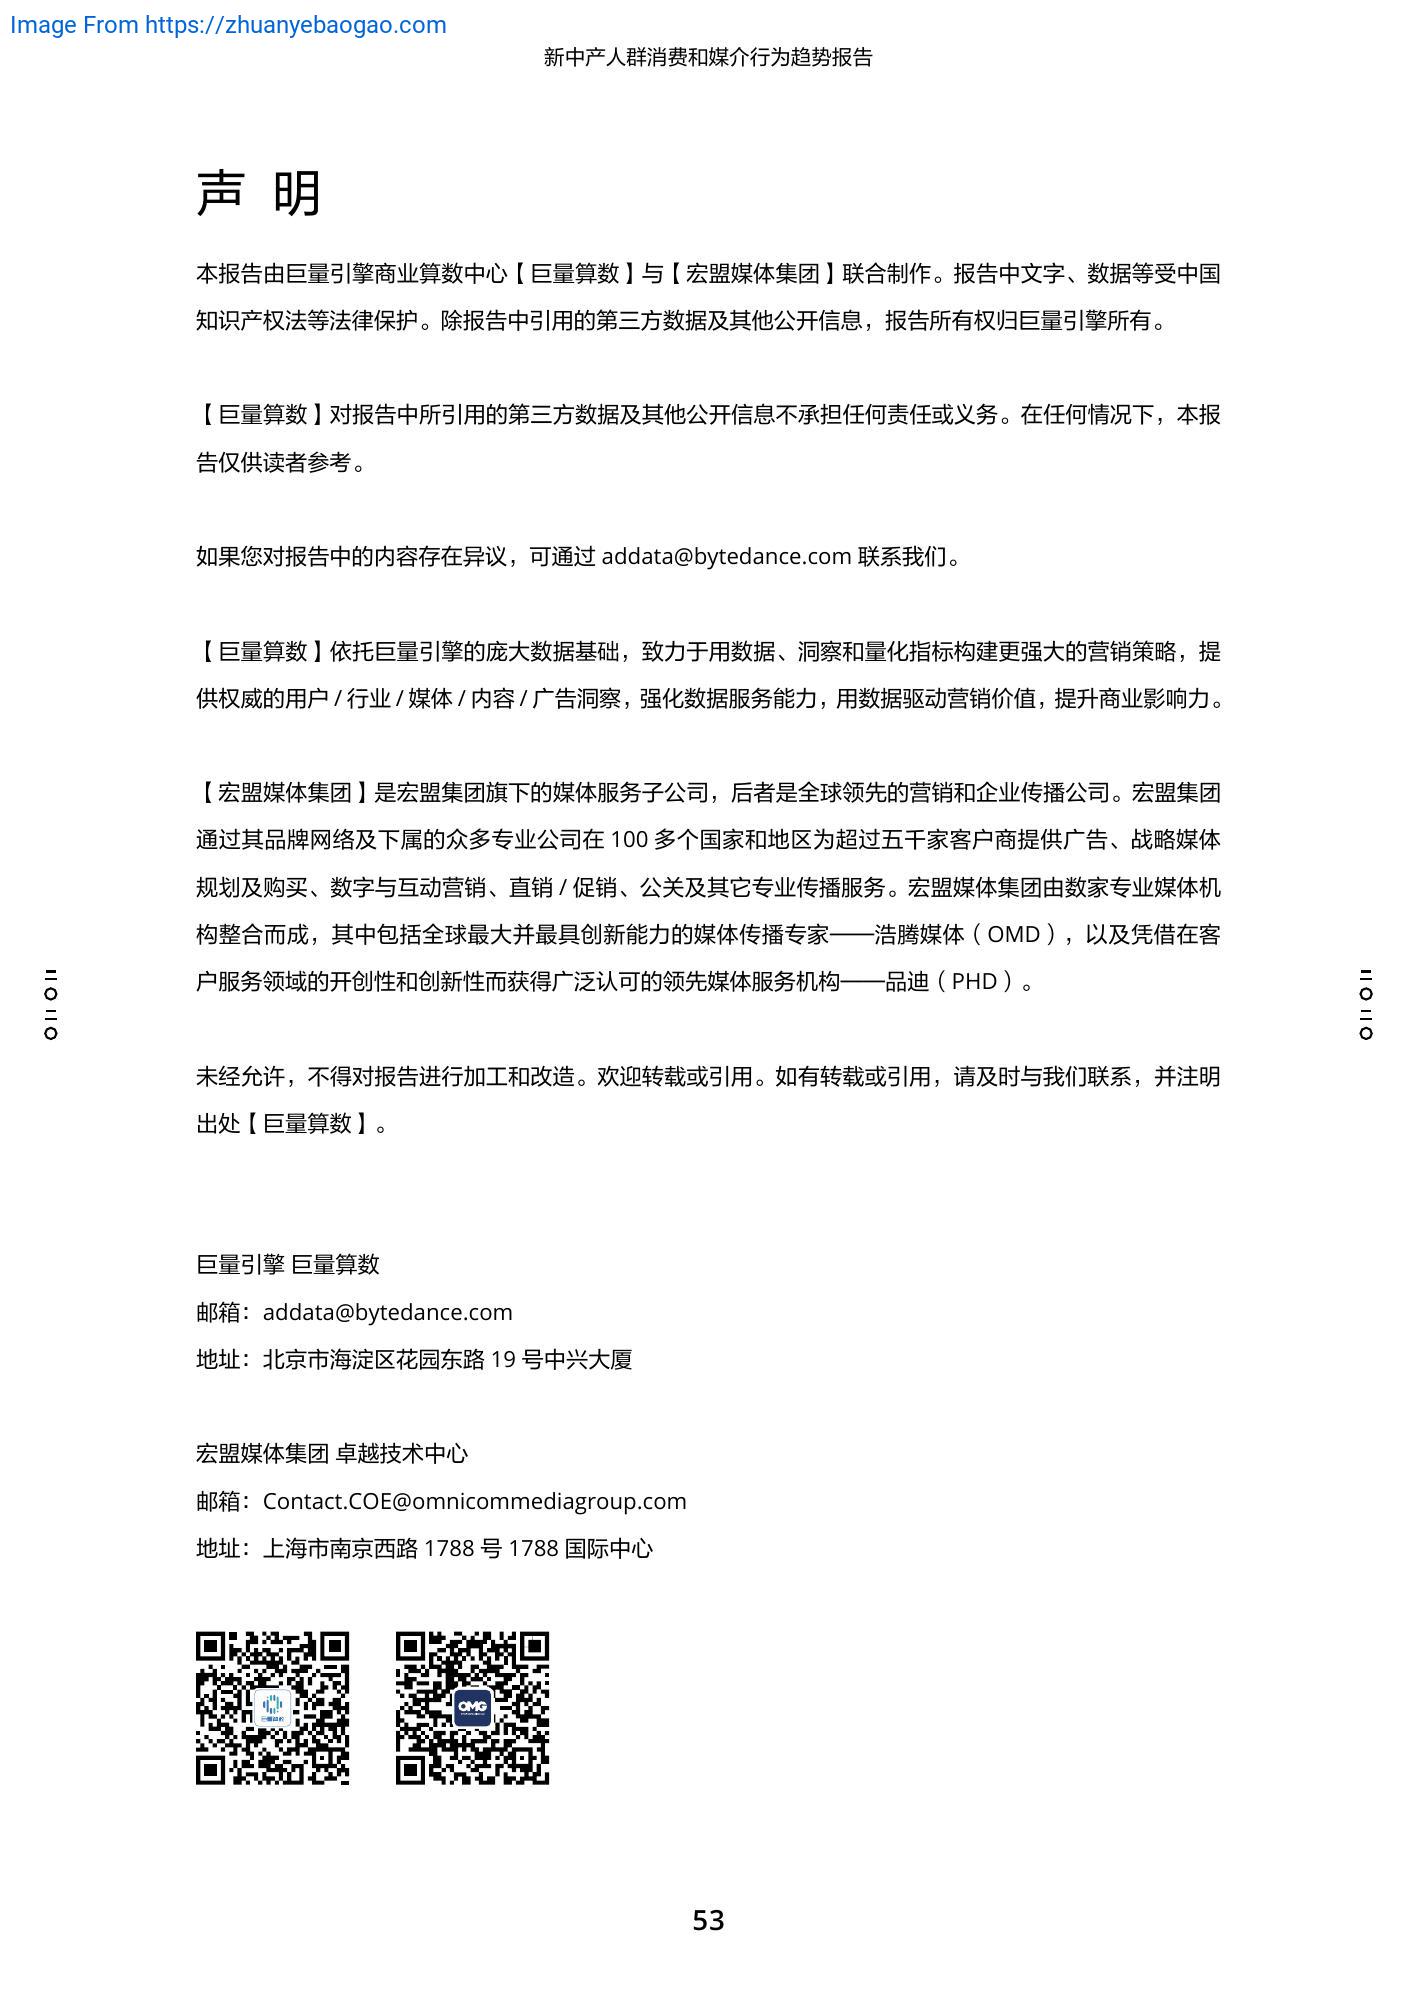 Image From https://zhuanyebaogao.com
新中产人群消费和媒介行为趋势报告
声 明
本报告由巨量引擎商业算数中心【巨量算数】与【宏盟媒体集团】联合制作。报告中文字、数据等受中国
知识产权法等法律保护。除报告中引用的第三方数据及其他公开信息，报告所有权归巨量引擎所有。
【巨量算数】对报告中所引用的第三方数据及其他公开信息不承担任何责任或义务。在任何情况下，本报
告仅供读者参考。
如果您对报告中的内容存在异议，可通过 addata@bytedance.com 联系我们。
【巨量算数】依托巨量引擎的庞大数据基础，致力于用数据、洞察和量化指标构建更强大的营销策略，提
供权威的用户 / 行业 / 媒体 / 内容 / 广告洞察，强化数据服务能力，用数据驱动营销价值，提升商业影响力。
【宏盟媒体集团】是宏盟集团旗下的媒体服务子公司，后者是全球领先的营销和企业传播公司。宏盟集团
通过其品牌网络及下属的众多专业公司在 100 多个国家和地区为超过五千家客户商提供广告、战略媒体
规划及购买、数字与互动营销、直销 / 促销、公关及其它专业传播服务。宏盟媒体集团由数家专业媒体机
构整合而成，其中包括全球最大并最具创新能力的媒体传播专家——浩腾媒体（OMD），以及凭借在客
户服务领域的开创性和创新性而获得广泛认可的领先媒体服务机构——品迪（PHD）。
二〇二〇
二〇二〇
未经允许，不得对报告进行加工和改造。欢迎转载或引用。如有转载或引用，请及时与我们联系，并注明
出处【巨量算数】。
巨量引擎 巨量算数
邮箱：addata@bytedance.com
地址：北京市海淀区花园东路 19 号中兴大厦
宏盟媒体集团 卓越技术中心
邮箱：Contact.COE@omnicommediagroup.com
地址：上海市南京西路 1788 号 1788 国际中心
巨量算数
OMG
53